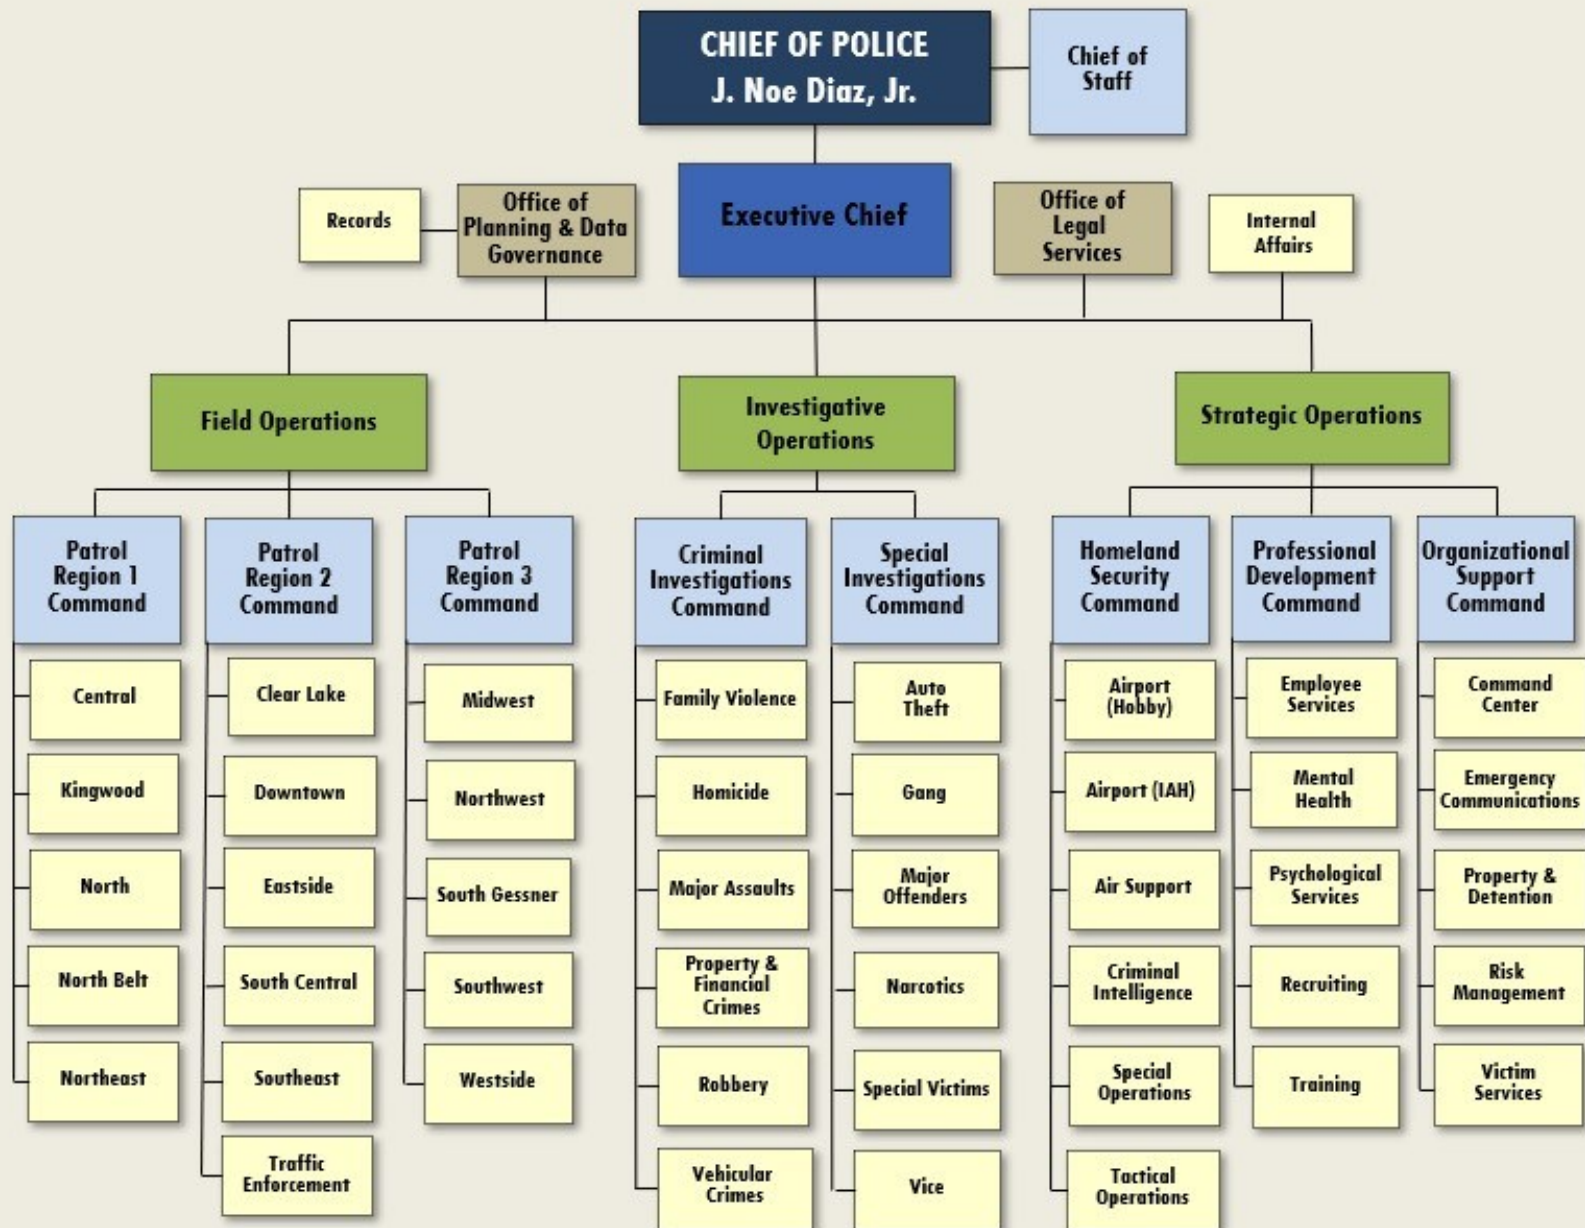 CHIEF OF POLICE
J. Noe Diaz, Jr.
Chief of
Staff
Records
Office of
Planning & Data
Governance
Executive Chief
Office of
Legal
Services
Internal
Affairs
Field Operations
Investigative
Operations
Strategic Operations
Patrol
Region 1
Command
Central
Kingwood
North
North Belt
Northeast
Patrol
Region 2
Command
Clear Lake
Downtown
Eastside
South Central
Southeast
Traffic
Enforcement
Patrol
Region 3
Command
Midwest
Northwest
South Gessner
Southwest
Westside
Criminal
Investigations
Command
Family Violence
Homicide
Major Assaults
Property &
Financial
Crimes
Robbery
Vehicular
Crimes
Special
Investigations
Command
Auto
Theft
Gang
Major
Offenders
Narcotics
Special Victims
Vice
Homeland
Security
Command
Airport
(Hobby)
Airport (IAH)
Air Support
Criminal
Intelligence
Special
Operations
Tactical
Operations
Professional
Development
Command
Employee
Services
Mental
Health
Psychological
Services
Recruiting
Training
Organizational
Support
Command
Command
Center
Emergency
Communications
Property &
Detention
Risk
Management
Victim
Services